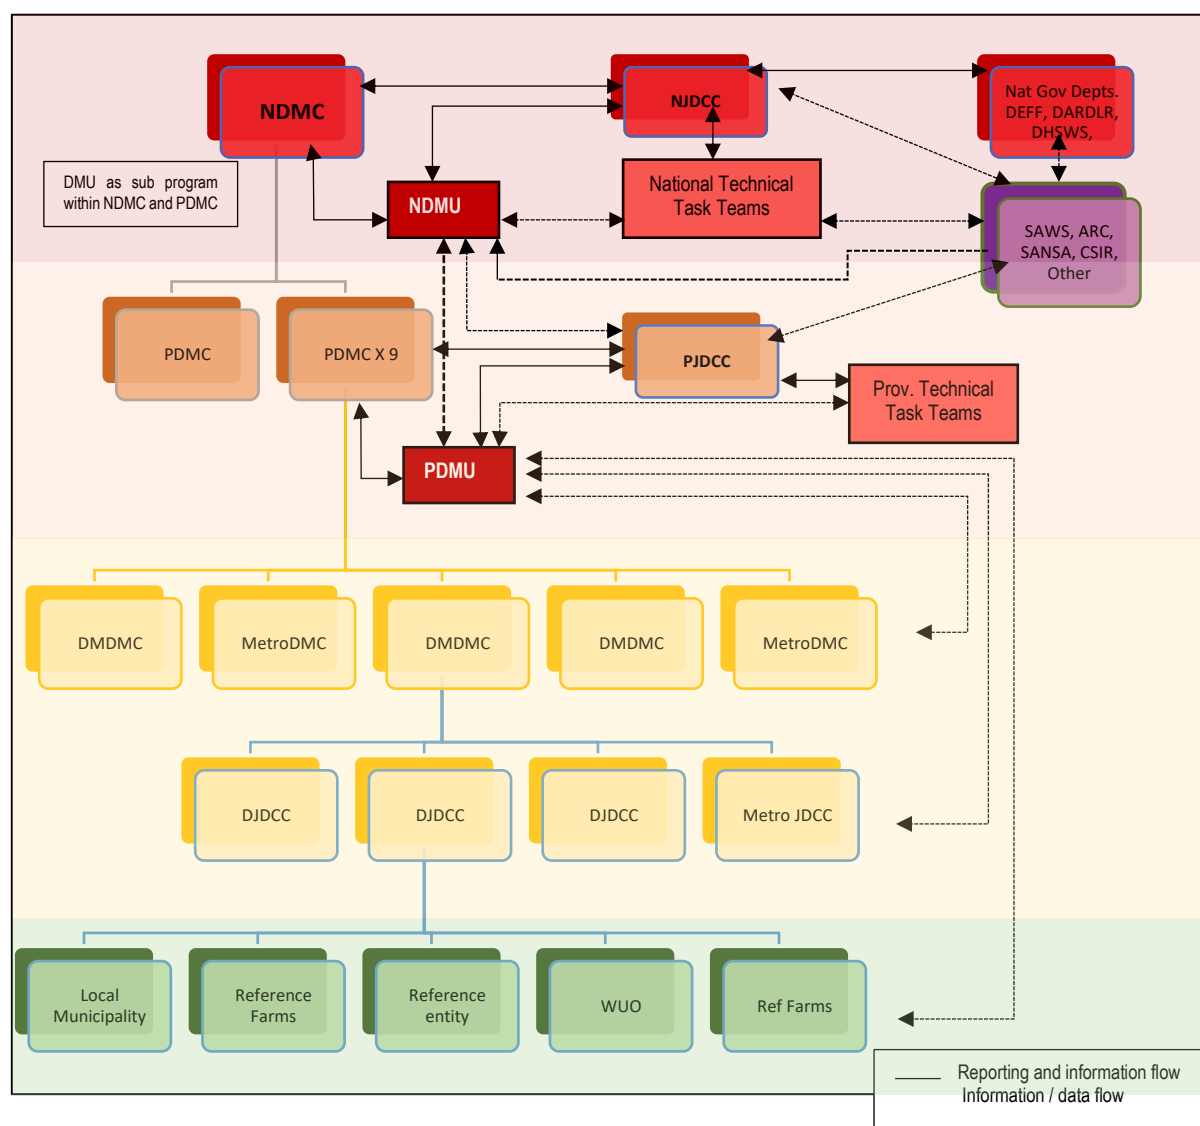 NDMC
NJDCC
Nat Gov Depts.
DEFF, DARDLR,
DHSWS,
DMU as sub program
within NDMC and PDMC
NDMU
National Technical
Task Teams
SAWS, ARC,
SANSA, CSIR,
Other
PDMC
PDMC X 9
PJDCC
Prov. Technical
Task Teams
PDMU
DMDMC
MetroDMC
DMDMC
DMDMC
MetroDMC
DJDCC
DJDCC
DJDCC
Metro JDCC
Local
Municipality
Reference
Farms
Reference
entity
WUO
Ref Farms
Reporting and information flow
Information / data flow